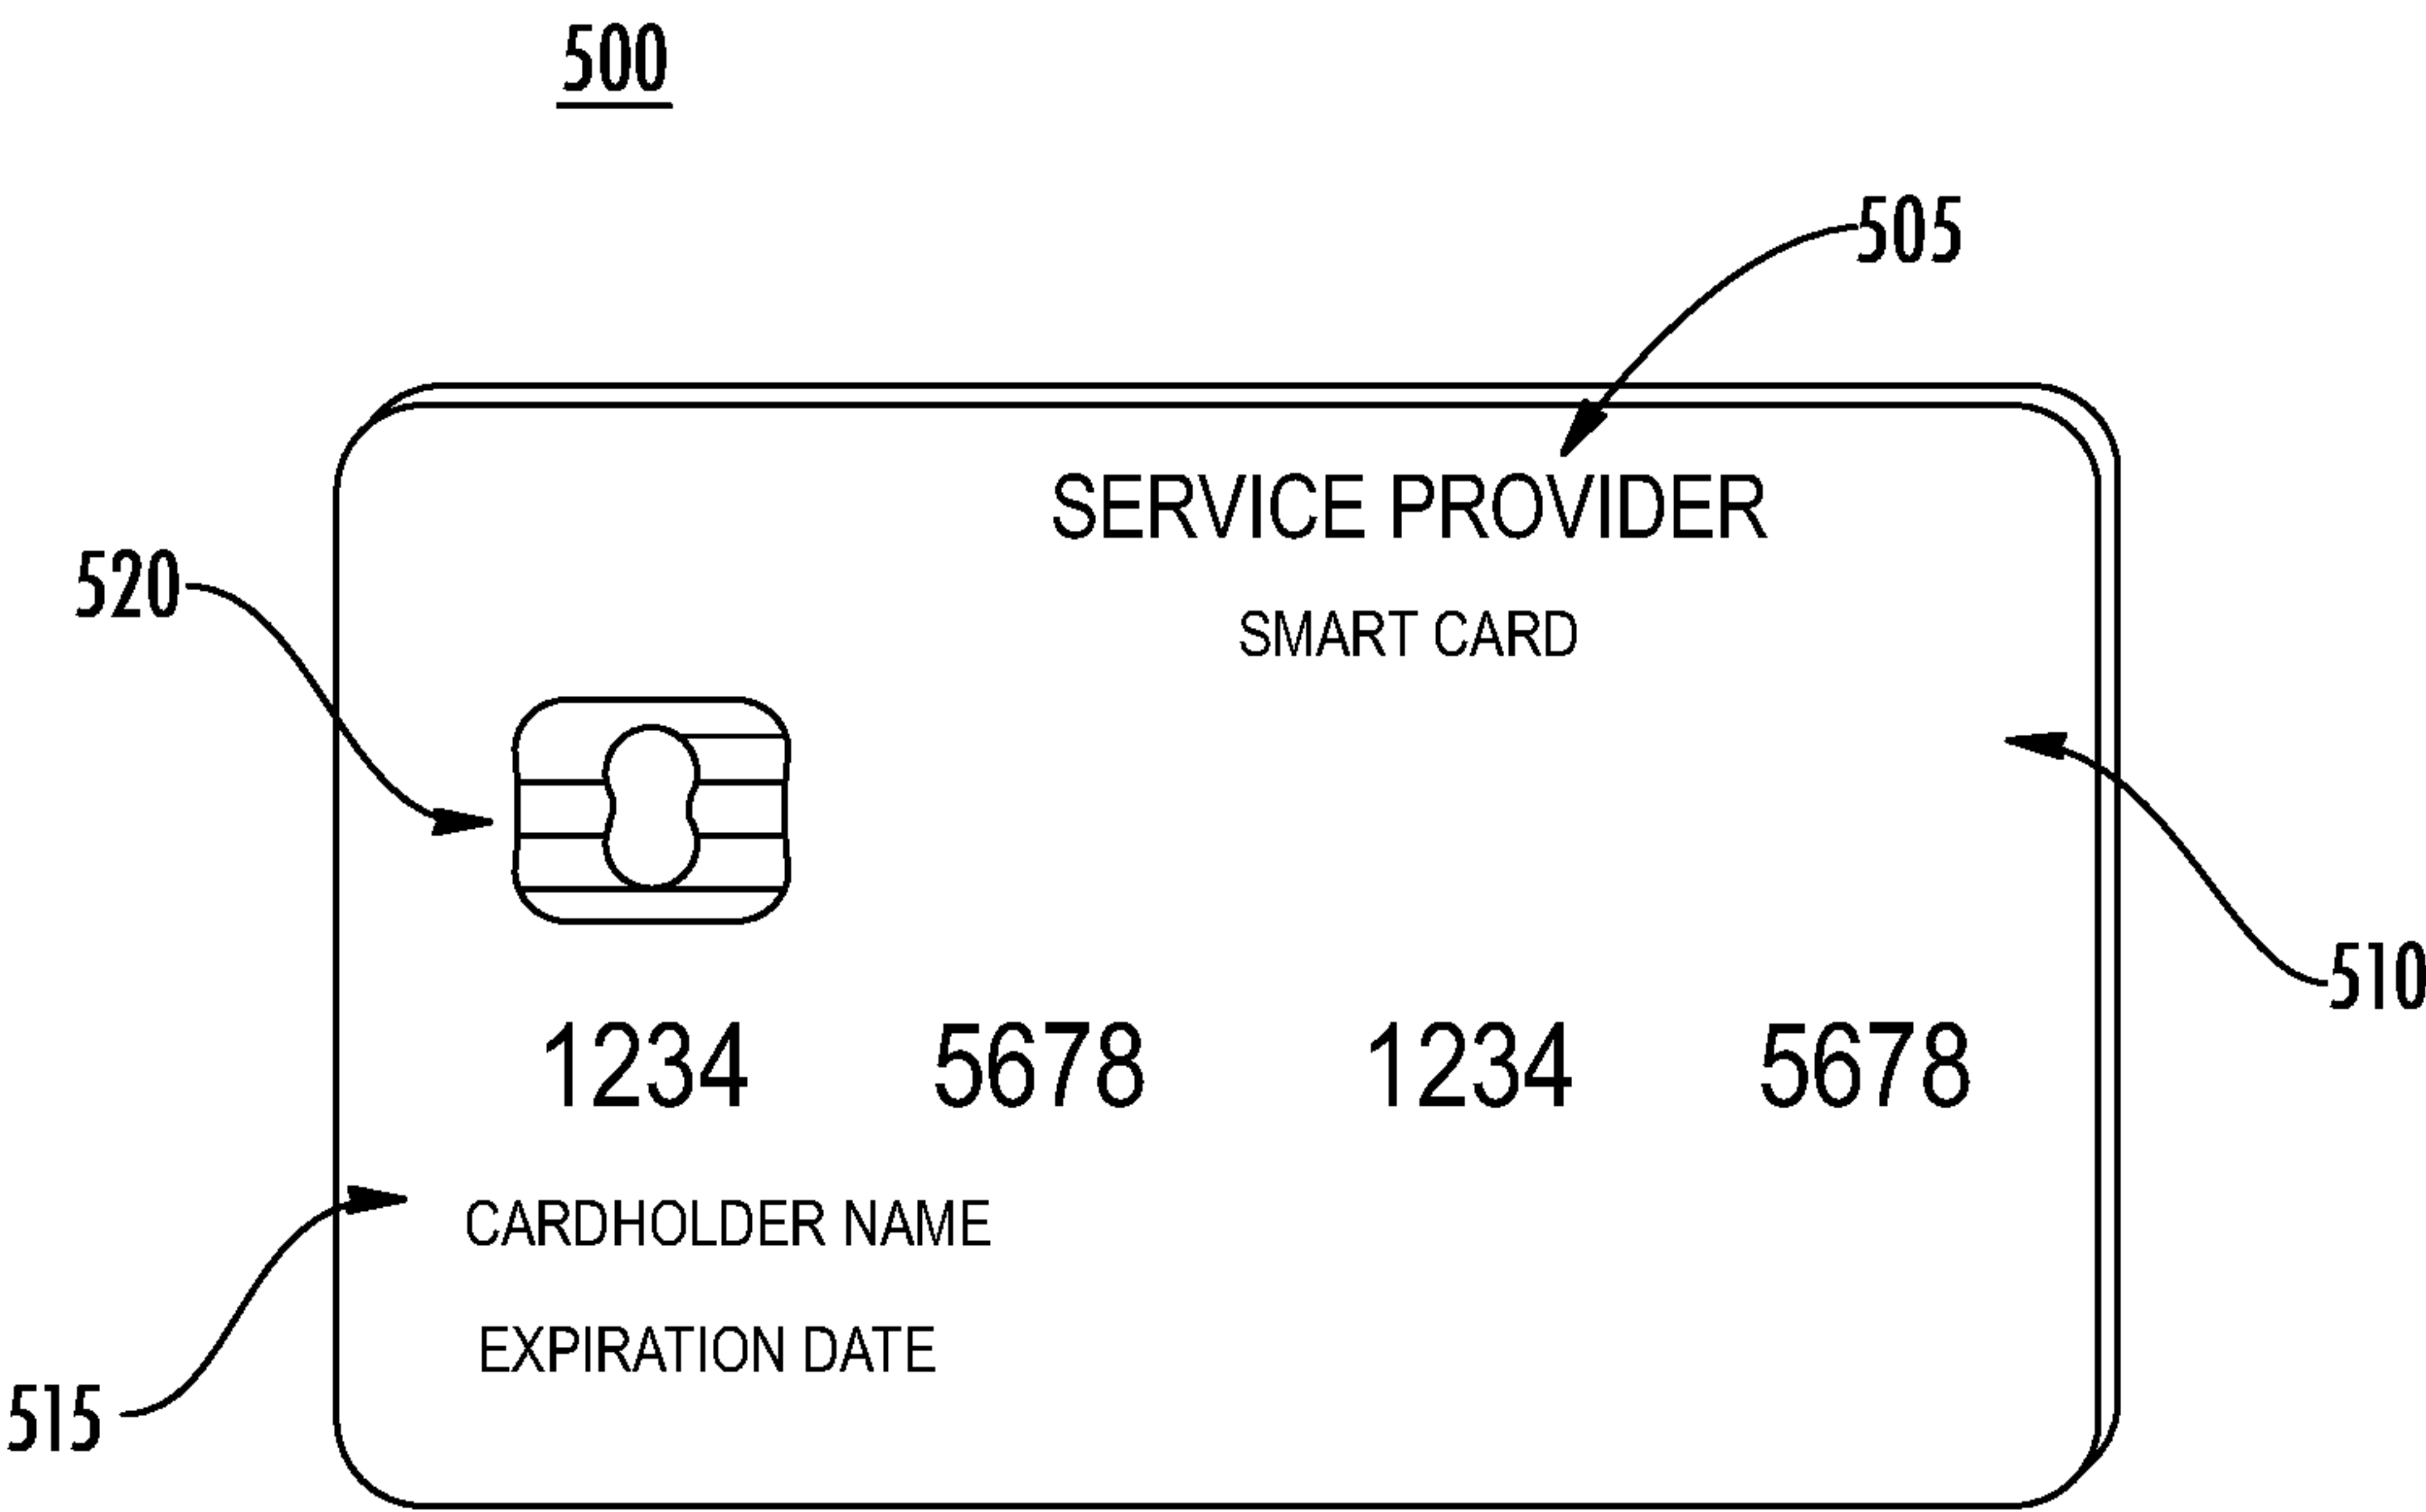 500
505
SERVICE PROVIDER
520
SMART CARD
510
1234 5678 1234 5678
CARDHOLDER NAME
EXPIRATION DATE
515